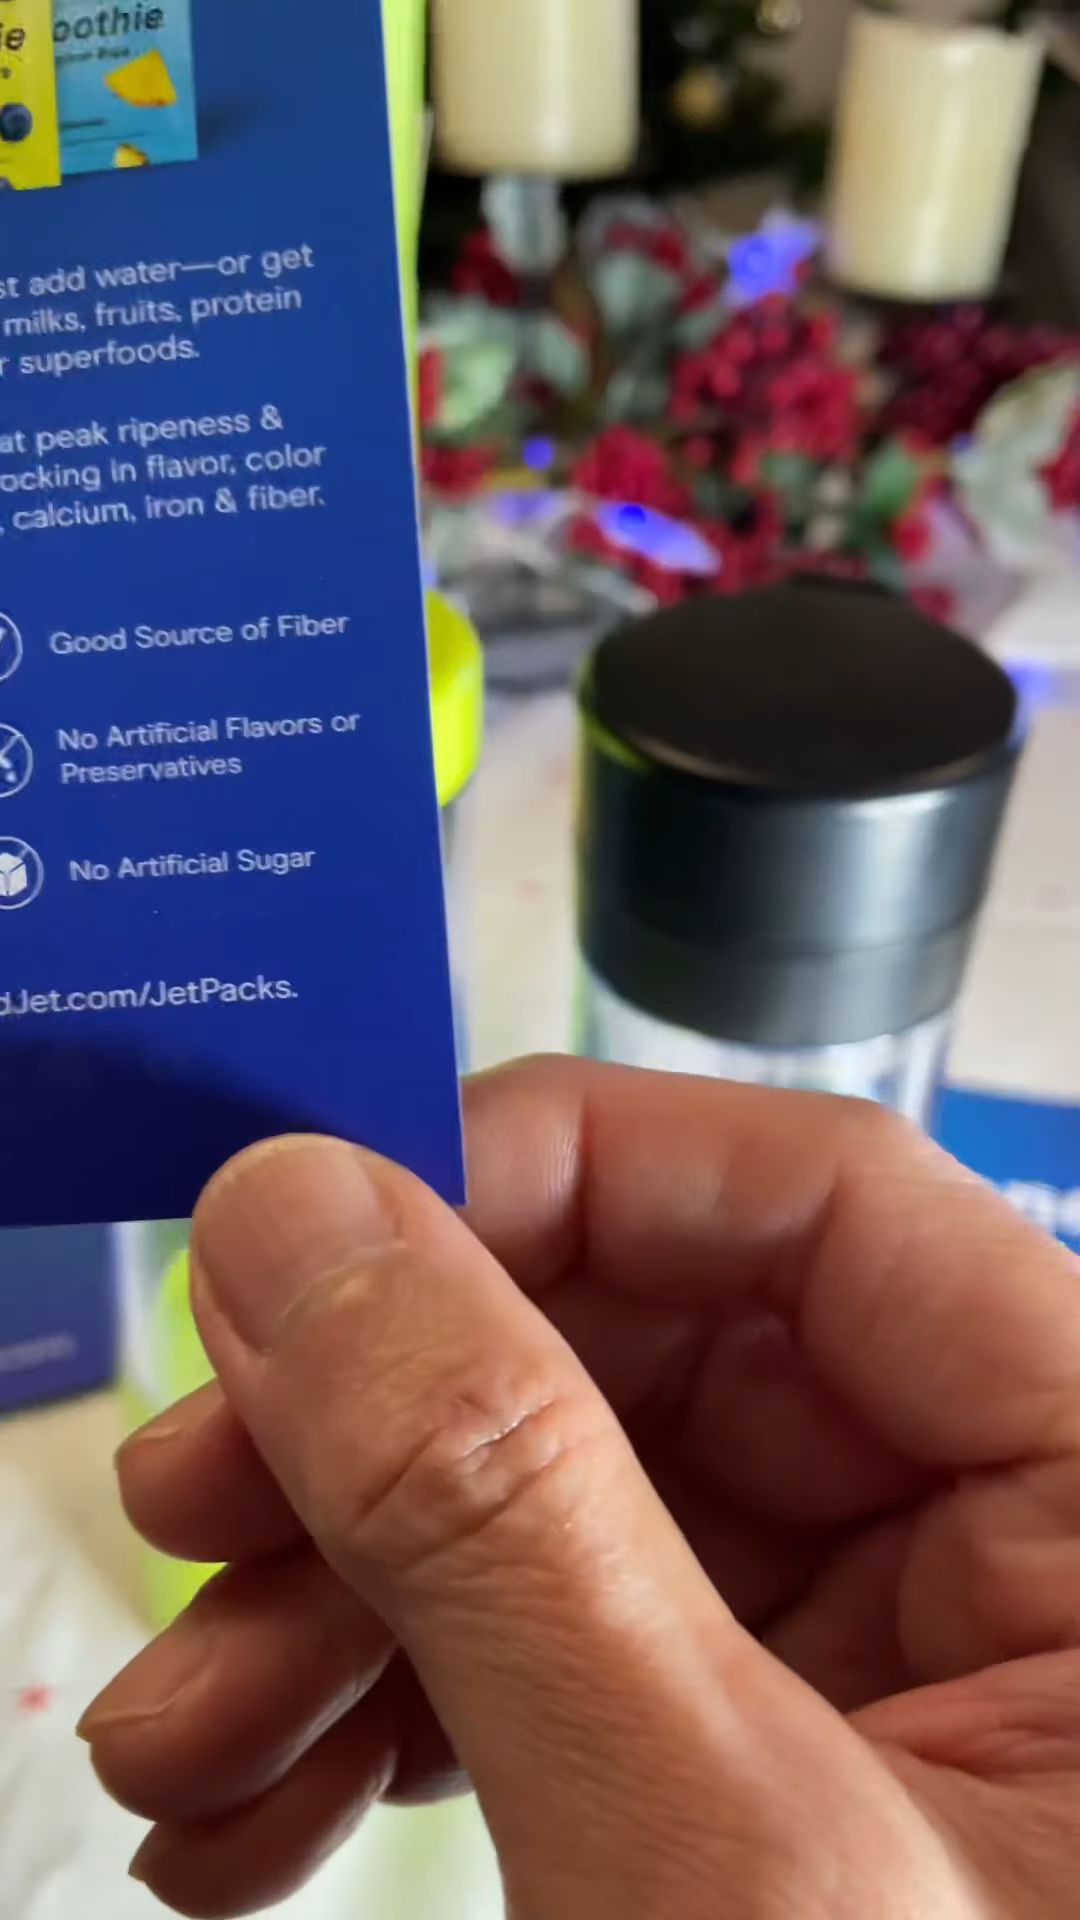 ie
oothie
st add water—or get
milks, fruits, protein
r superfoods.
at peak ripeness &
ocking in flavor, color
, calcium, iron & fiber.
Good Source of Fiber
No Artificial Flavors or
Preservatives
No Artificial Sugar
dJet.com/JetPacks.